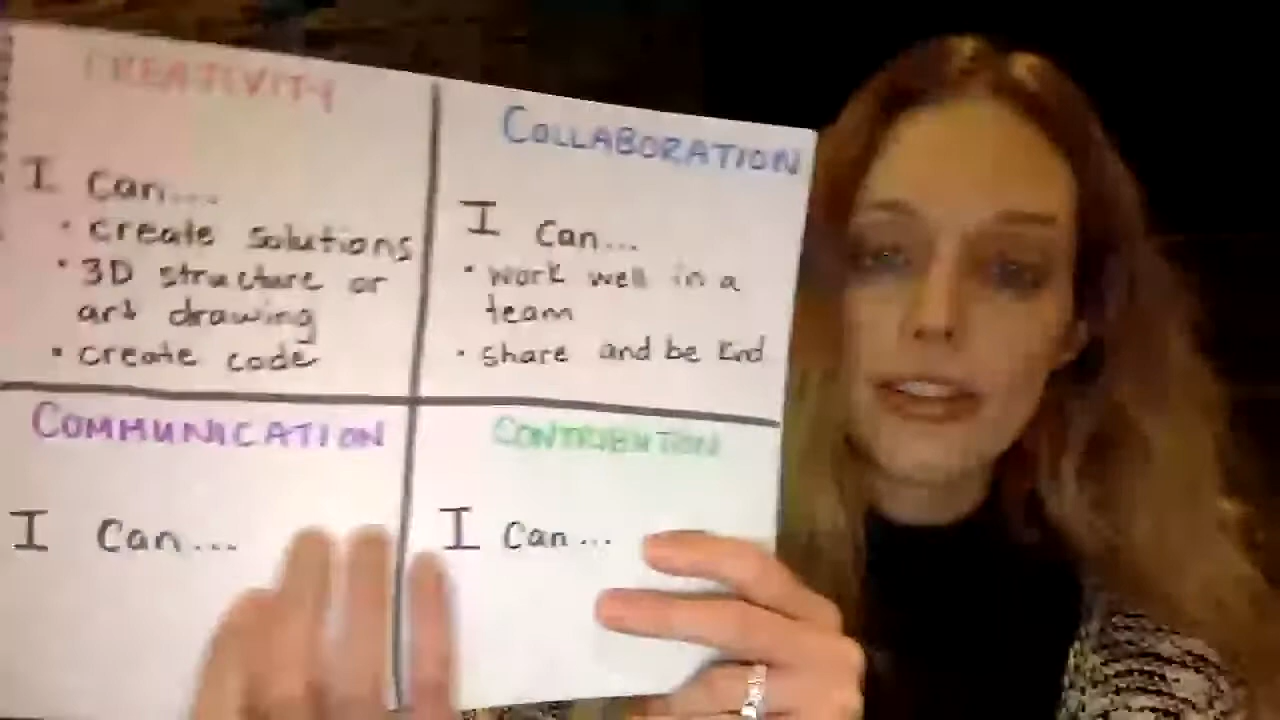 CREATIVITY
I can....
• create solutions
• 3D structure or
art drawing
• create code
COLLABORATION
I can...
• work well in a
team
• share and be kind
COMMUNICATION
I can...
CONTRIBUTION
I can...